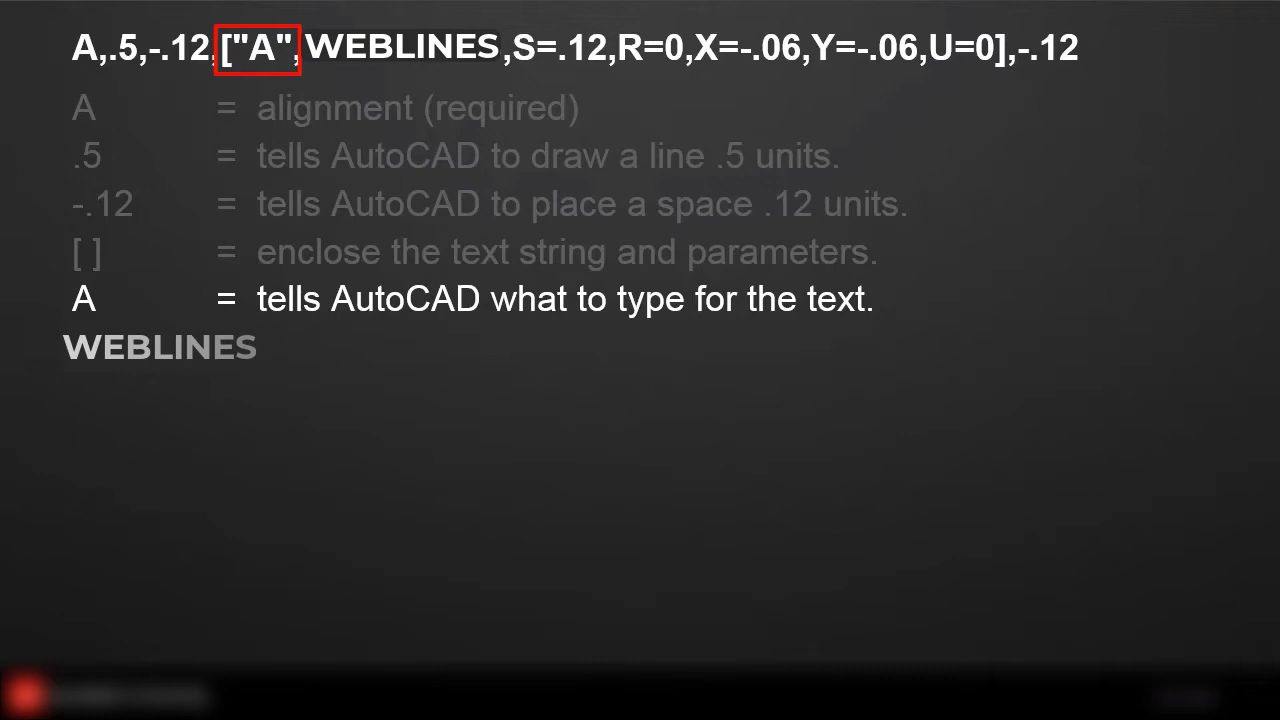 A,.5,-.12,["A",WEBLINES,S=.12,R=0,X=-.06,Y=-.06,U=0],-.12
A = alignment (required)
.5 = tells AutoCAD to draw a line .5 units.
-.12 = tells AutoCAD to place a space .12 units.
[ ] = enclose the text string and parameters.
A = tells AutoCAD what to type for the text.
WEBLINES